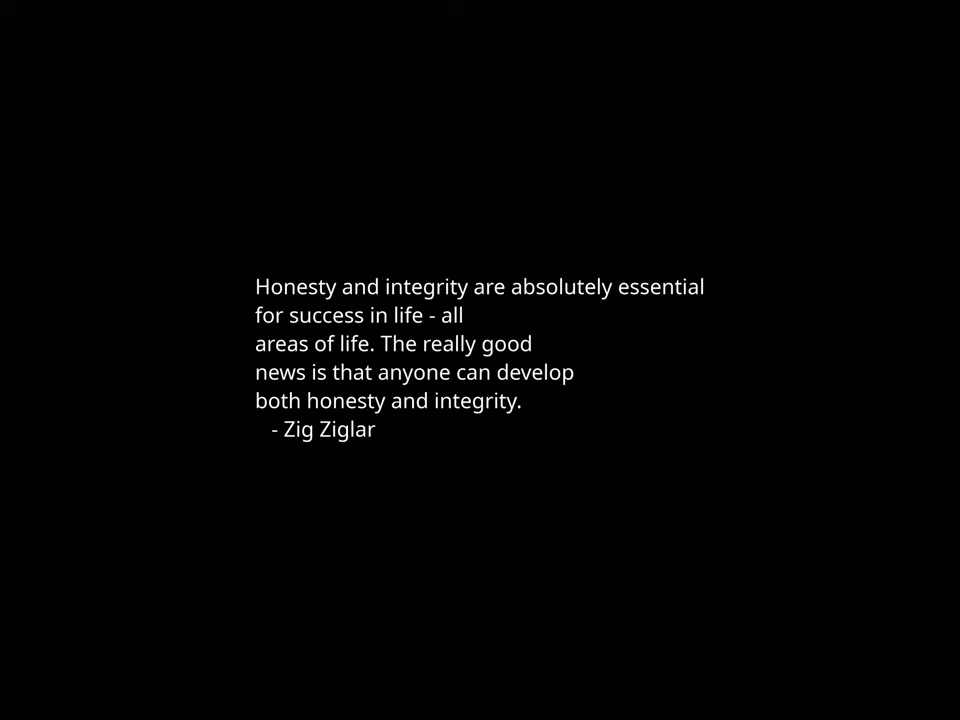 Honesty and integrity are absolutely essential
for success in life - all
areas of life. The really good
news is that anyone can develop
both honesty and integrity.
- Zig Ziglar